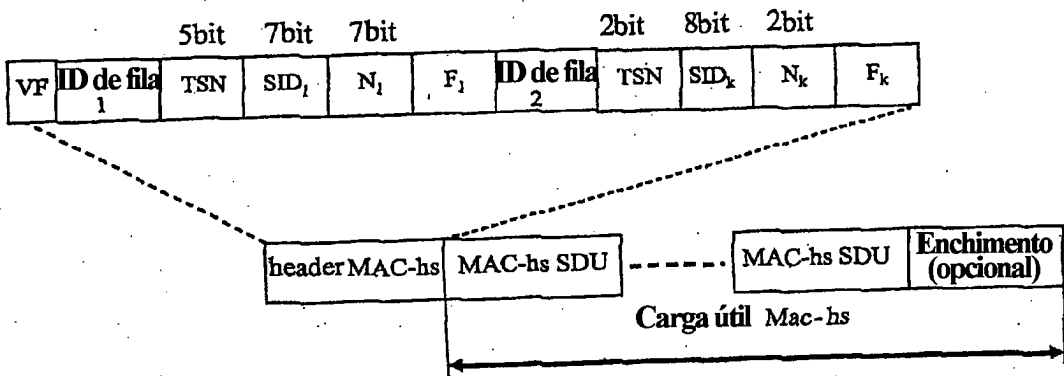 5bit 7bit 7bit 2bit 8bit 2bit
VF ID de fila 1 TSN SID₁ N₁ F₁ ID de fila 2 TSN SIDₖ Nₖ Fₖ
header MAC-hs MAC-hs SDU MAC-hs SDU Enchimento (opcional)
Carga útil Mac-hs